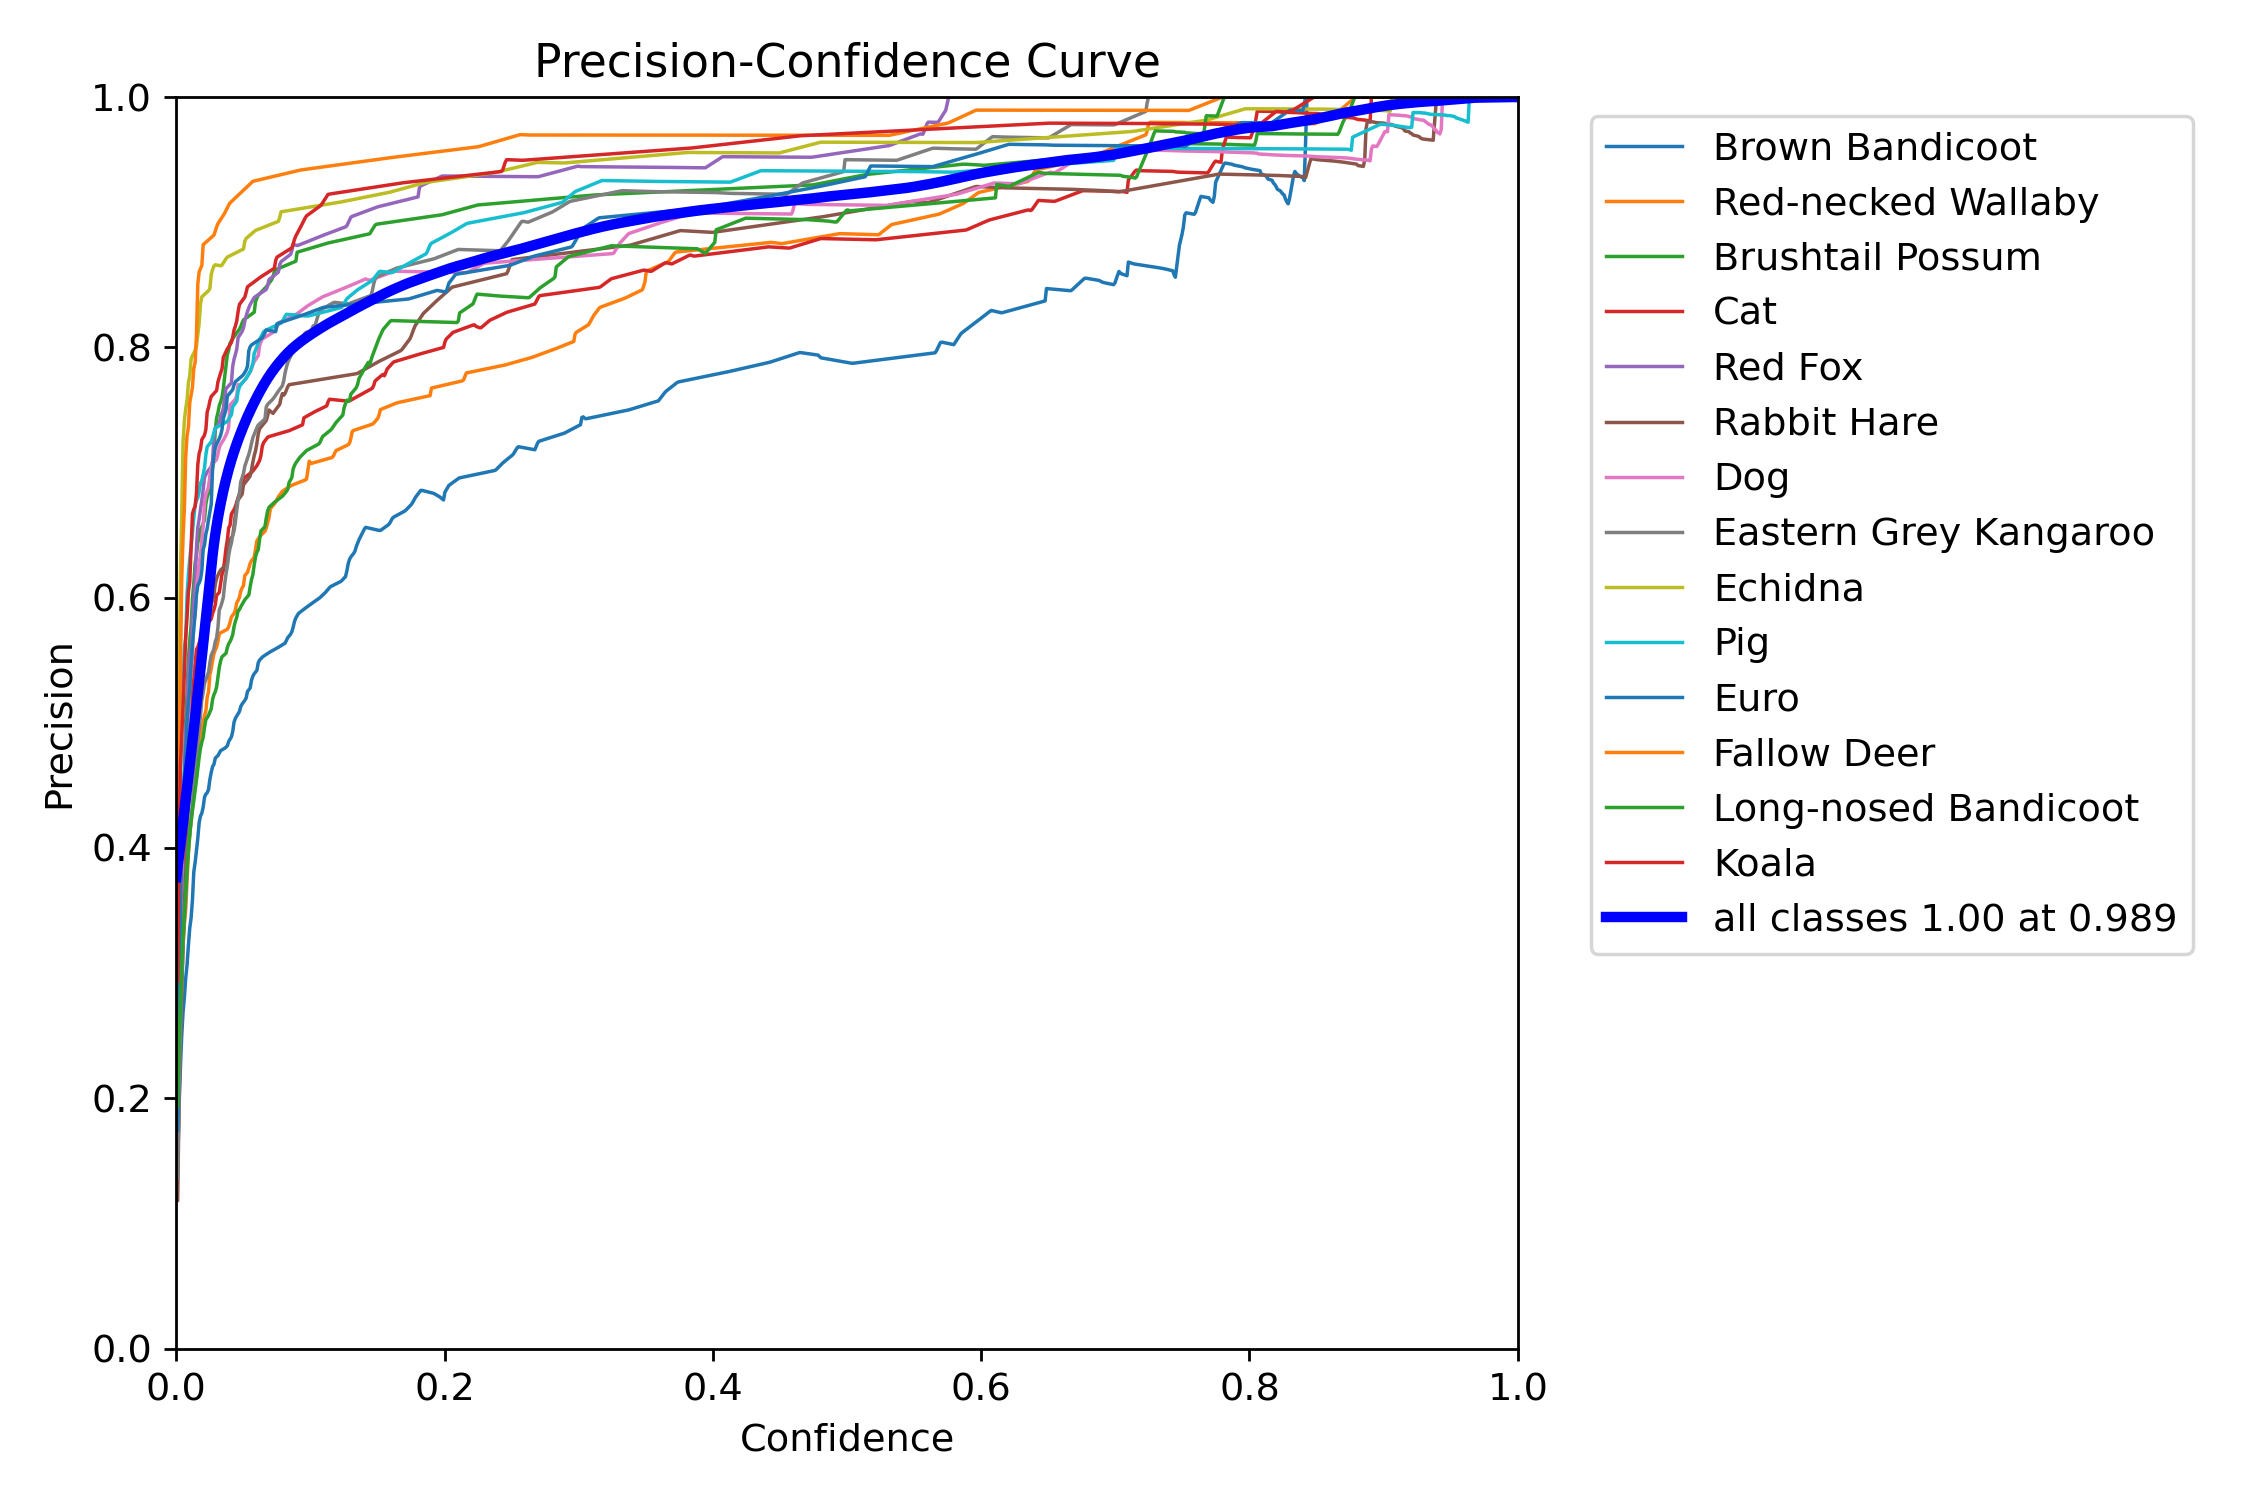 Precision-Confidence Curve
1.0
0.8
0.6
0.4
0.2
0.0
Precision
0.0 0.2 0.4 0.6 0.8 1.0
Confidence
Brown Bandicoot
Red-necked Wallaby
Brushtail Possum
Cat
Red Fox
Rabbit Hare
Dog
Eastern Grey Kangaroo
Echidna
Pig
Euro
Fallow Deer
Long-nosed Bandicoot
Koala
all classes 1.00 at 0.989